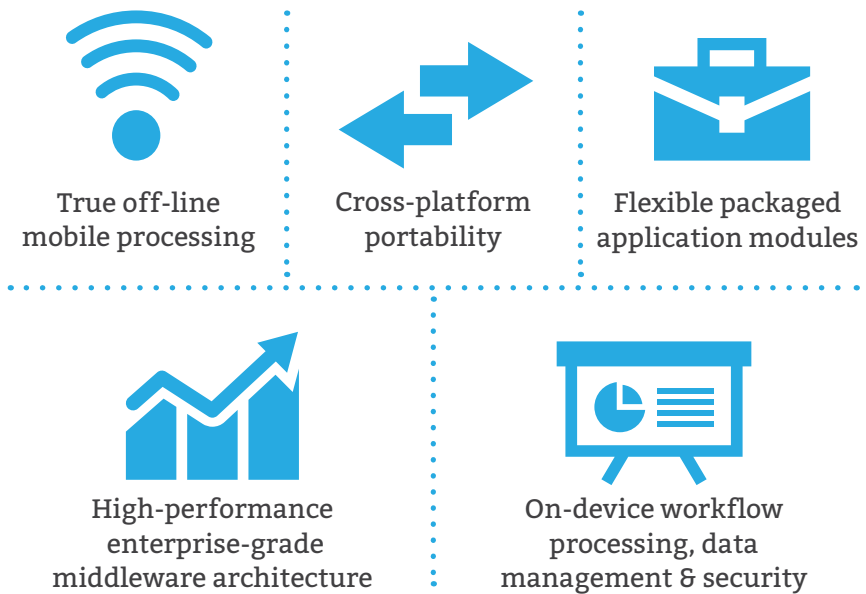 True off-line
mobile processing
Cross-platform
portability
Flexible packaged
application modules
High-performance
enterprise-grade
middleware architecture
On-device workflow
processing, data
management & security